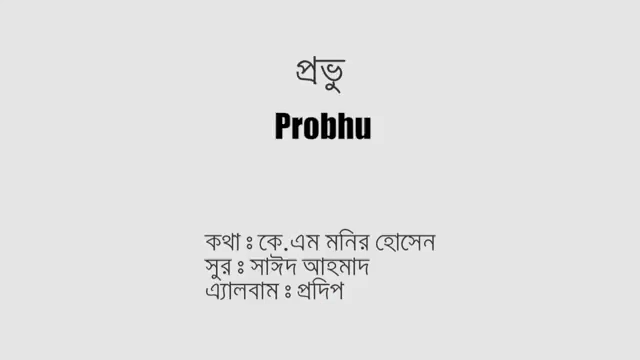 প্রভু
Probhu
কথা ঃ কে.এম মনির হোসেন
সুর ঃ সাঈদ আহমাদ
এ্যালবাম ঃ প্রদিপ